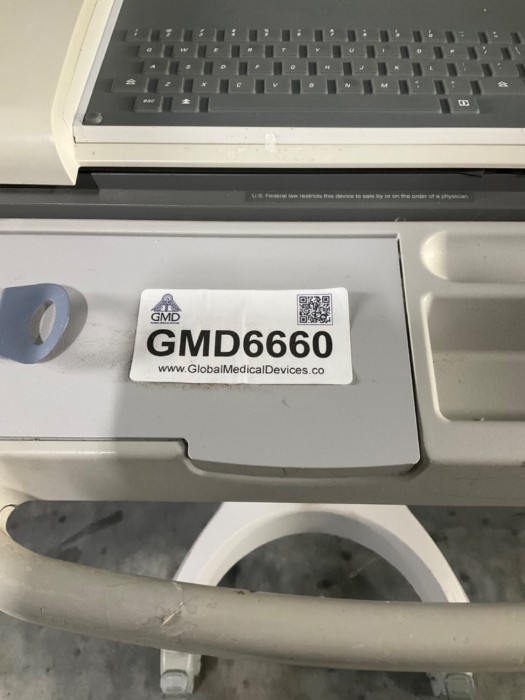 Q W E R T Y U I O P
A S D F G H J K L
Z X C V B N M
esc
U.S. Federal law restricts this device to sale by or on the order of a physician.
GMD
GMD6660
www.GlobalMedicalDevices.co